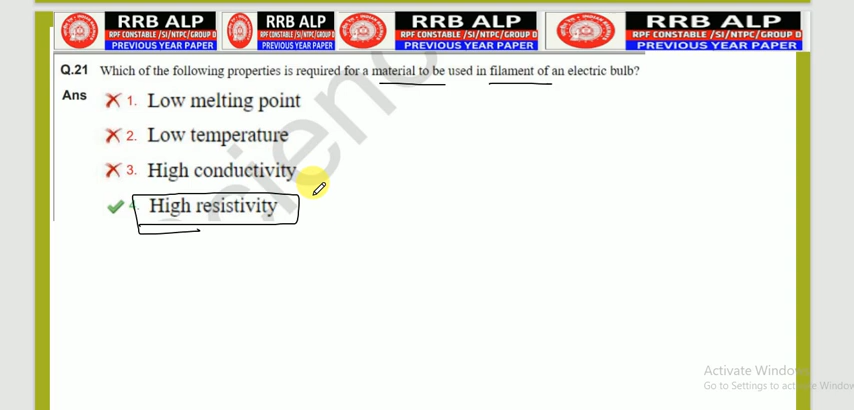 RRB ALP RRB ALP RRB ALP RRB ALP
RPF CONSTABLE /SI/NTPC/GROUP D RPF CONSTABLE /SI/NTPC/GROUP D RPF CONSTABLE /SI/NTPC/GROUP D RPF CONSTABLE /SI/NTPC/GROUP D
PREVIOUS YEAR PAPER PREVIOUS YEAR PAPER PREVIOUS YEAR PAPER PREVIOUS YEAR PAPER
Q.21 Which of the following properties is required for a material to be used in filament of an electric bulb?
Ans 1. Low melting point
2. Low temperature
3. High conductivity
4. High resistivity
Activate Windows
Go to Settings to activate Window